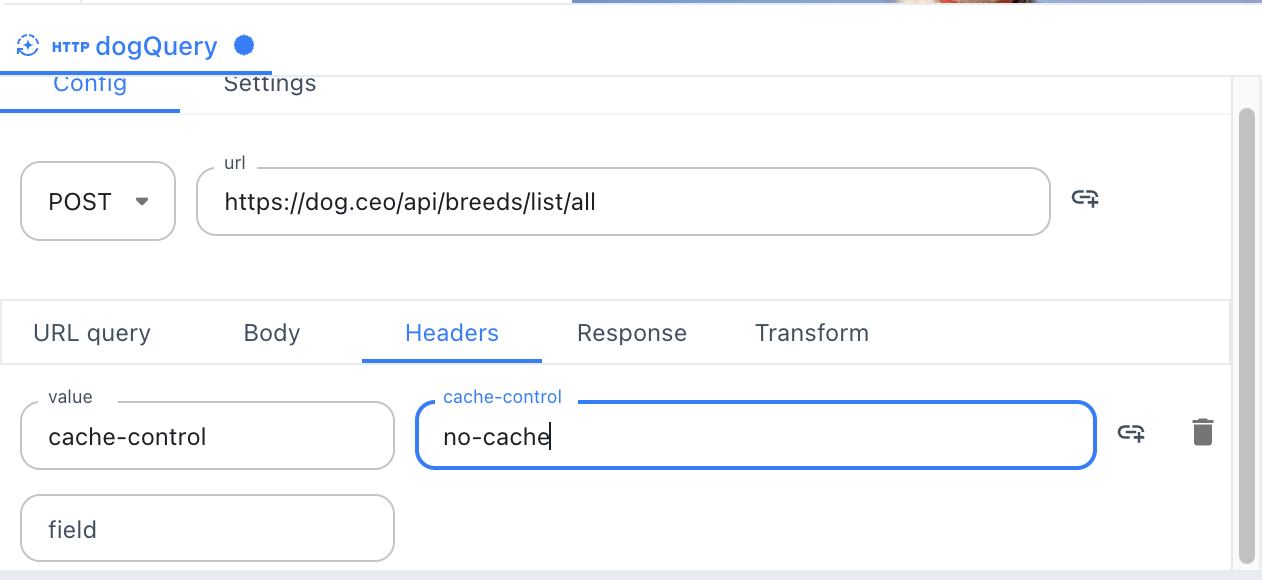 HTTP dogQuery
Config Settings
url
POST https://dog.ceo/api/breeds/list/all
URL query Body Headers Response Transform
value cache-control
cache-control no-cache
field